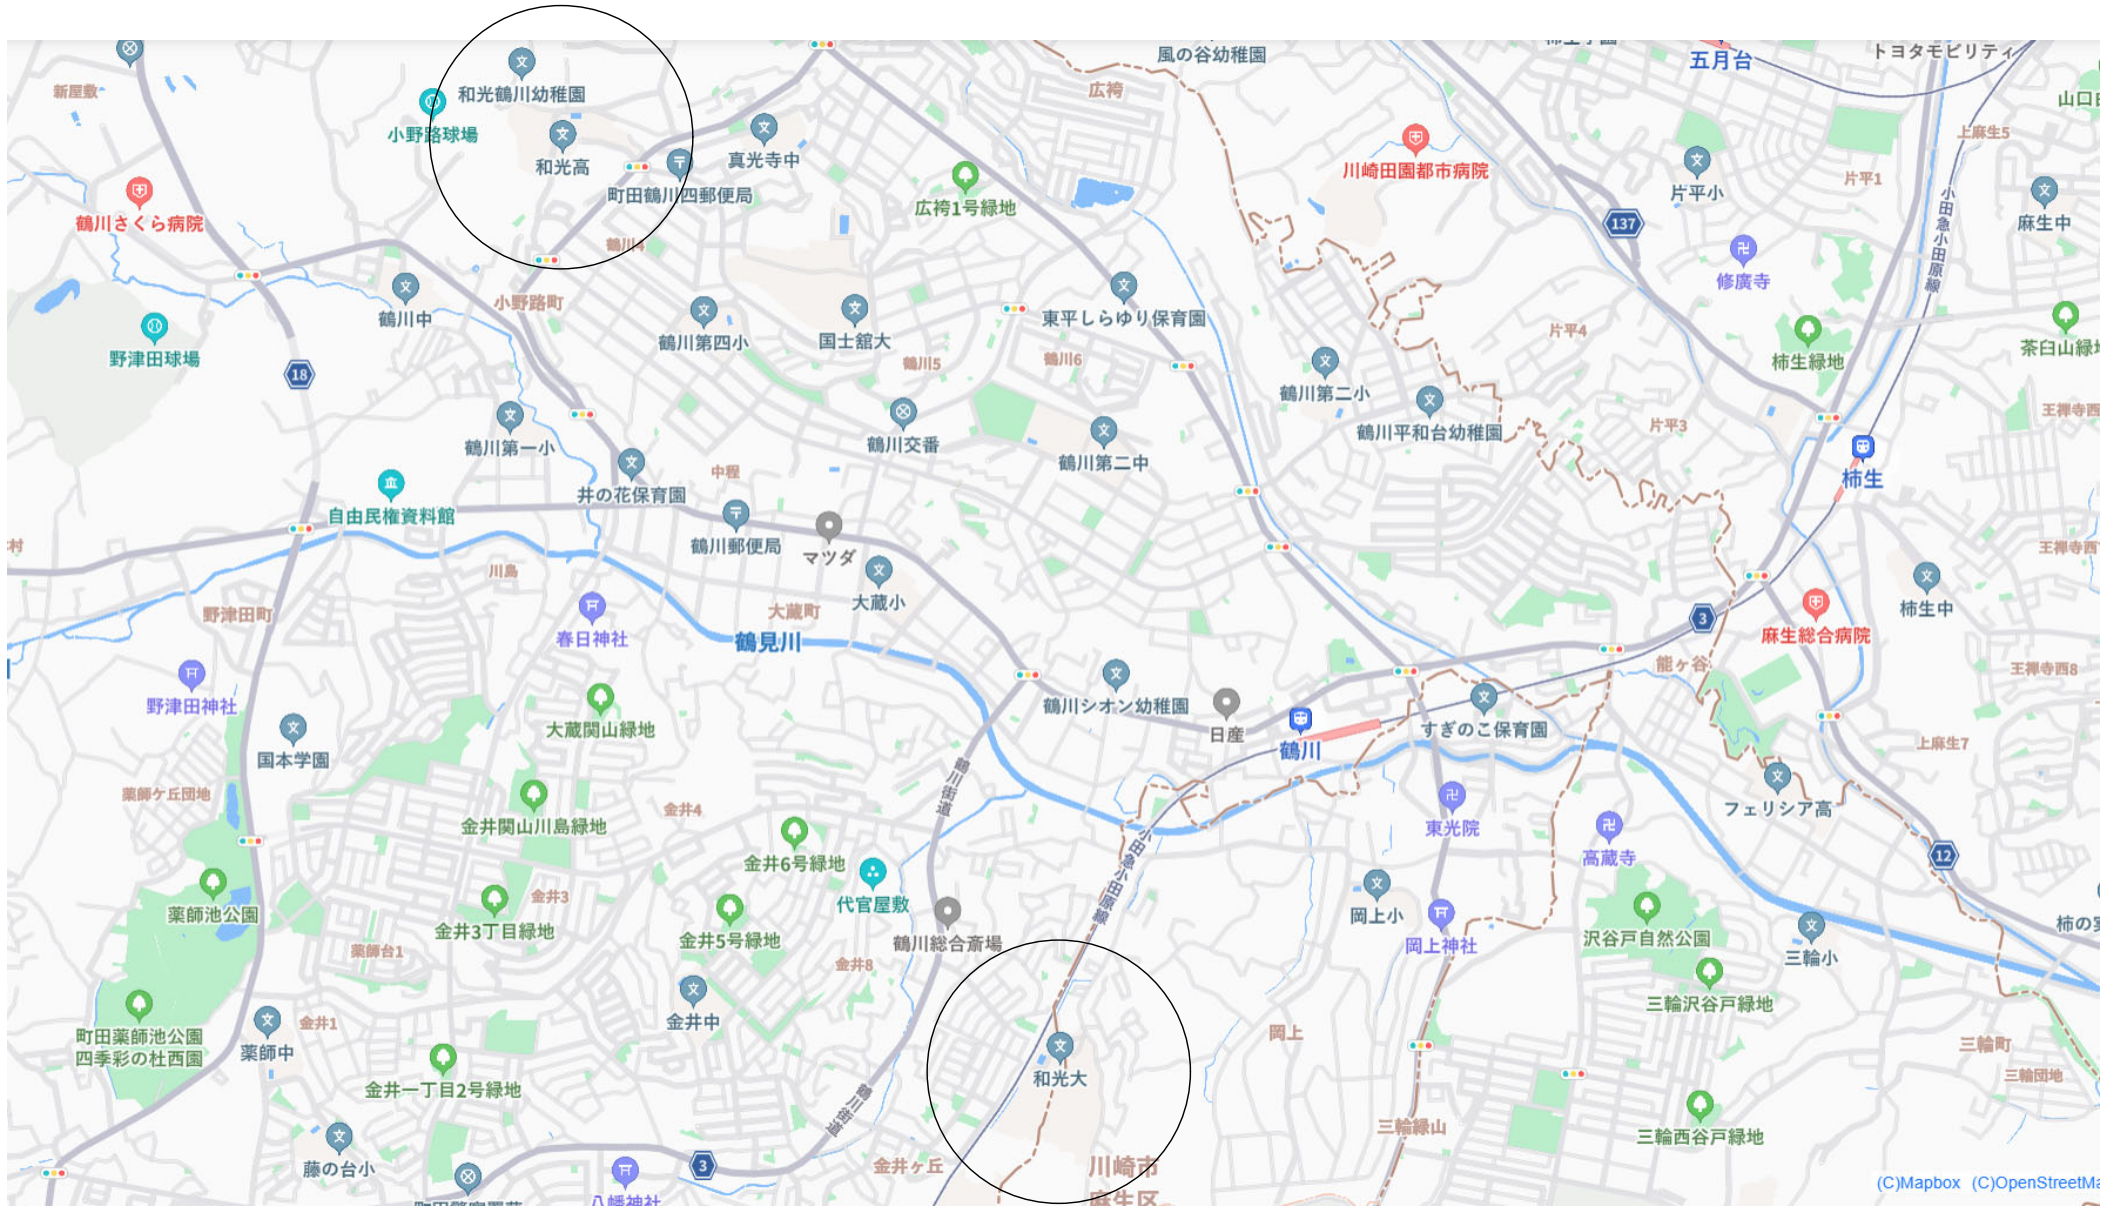 風の谷幼稚園
五月台
トヨタモビリティ
新屋敷
和光鶴川幼稚園
広袴
小野路球場
上麻生5
和光高
真光寺中
川崎田園都市病院
片平小
片平1
町田鶴川四郵便局
広袴1号緑地
鶴川さくら病院
137
麻生中
小田急小田原線
鶴川4
修廣寺
小野路町
鶴川中
東平しらゆり保育園
片平4
野津田球場
鶴川第四小
国士舘大
鶴川5
鶴川6
柿生緑地
茶臼山緑地
18
鶴川第二小
鶴川第一小
鶴川交番
鶴川第二中
鶴川平和台幼稚園
片平3
王禅寺西
中程
柿生
井の花保育園
自由民権資料館
鶴川郵便局
マツダ
村
王禅寺西
川島
大蔵小
野津田町
大蔵町
柿生中
3
春日神社
鶴見川
麻生総合病院
能ヶ谷
王禅寺西8
野津田神社
鶴川シオン幼稚園
大蔵関山緑地
日産
鶴川
すぎのこ保育園
国本学園
上麻生7
鶴川街道
薬師ケ丘団地
金井4
フェリシア高
金井関山川島緑地
東光院
金井6号緑地
高蔵寺
12
小田急小田原線
金井3
代官屋敷
薬師池公園
岡上小
金井3丁目緑地
金井5号緑地
鶴川総合斎場
岡上神社
沢谷戸自然公園
柿の実
薬師台1
金井8
三輪小
三輪沢谷戸緑地
金井1
金井中
町田薬師池公園
四季彩の杜西園
薬師中
岡上
三輪町
和光大
三輪団地
金井一丁目2号緑地
鶴川街道
三輪緑山
三輪西谷戸緑地
藤の台小
3
金井ヶ丘
川崎市
麻生区
八幡神社
(C)Mapbox (C)OpenStreetMa